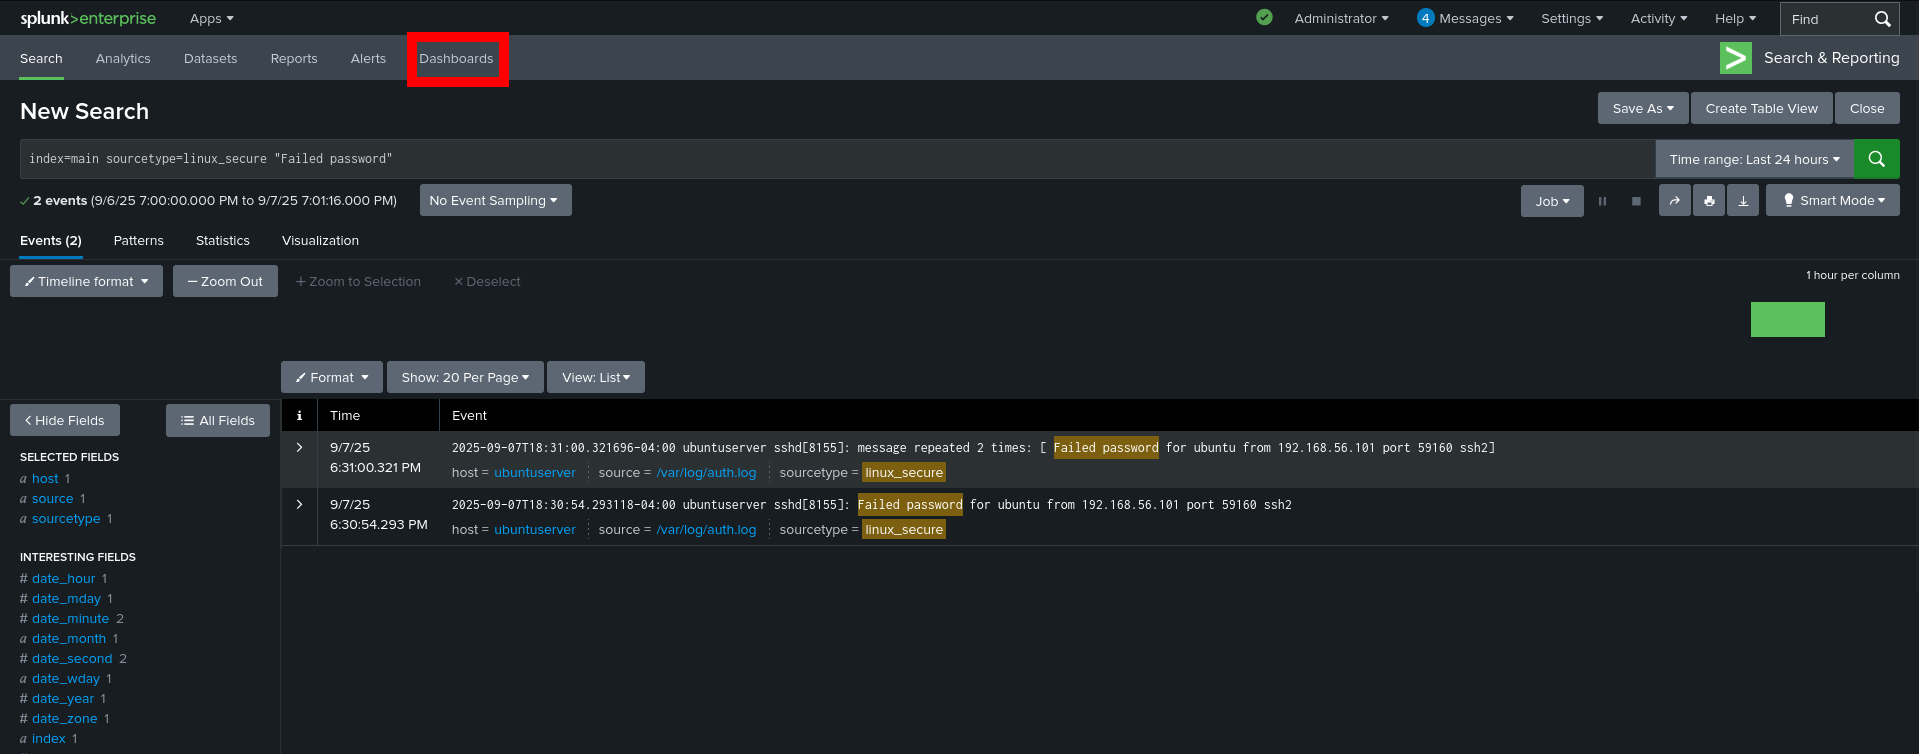 splunk>enterprise Apps Administrator 4 Messages Settings Activity Help Find
Search Analytics Datasets Reports Alerts Dashboards > Search & Reporting
New Search Save As Create Table View Close
index=main sourcetype=linux_secure "Failed password" Time range: Last 24 hours
2 events (9/6/25 7:00:00.000 PM to 9/7/25 7:01:16.000 PM) No Event Sampling Job Smart Mode
Events (2) Patterns Statistics Visualization
Timeline format Zoom Out Zoom to Selection Deselect 1 hour per column
Format Show: 20 Per Page View: List
Hide Fields All Fields
i Time Event
SELECTED FIELDS
a host 1
a source 1
a sourcetype 1
INTERESTING FIELDS
# date_hour 1
# date_mday 1
# date_minute 2
a date_month 1
# date_second 2
a date_wday 1
# date_year 1
# date_zone 1
a index 1
9/7/25 2025-09-07T18:31:00.321696-04:00 ubuntuserver sshd[8155]: message repeated 2 times: [ Failed password for ubuntu from 192.168.56.101 port 59160 ssh2]
6:31:00.321 PM host = ubuntuserver source = /var/log/auth.log sourcetype = linux_secure
9/7/25 2025-09-07T18:30:54.293118-04:00 ubuntuserver sshd[8155]: Failed password for ubuntu from 192.168.56.101 port 59160 ssh2
6:30:54.293 PM host = ubuntuserver source = /var/log/auth.log sourcetype = linux_secure